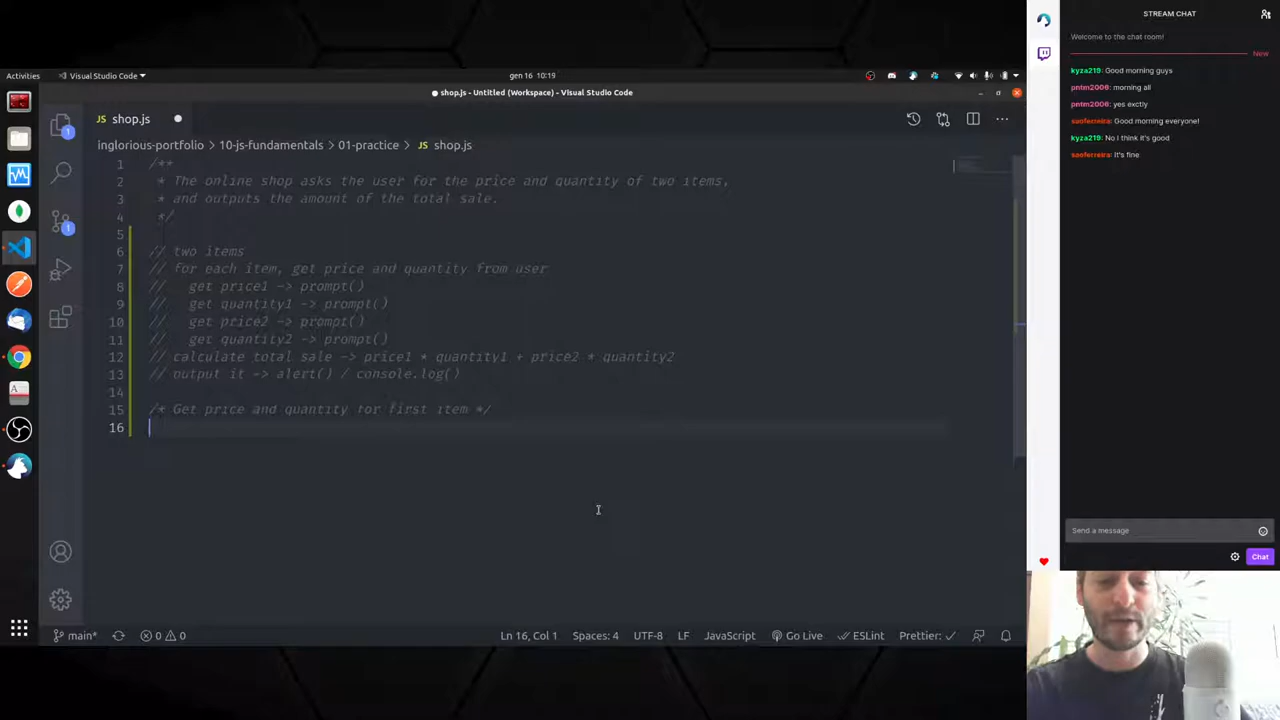 STREAM CHAT
Welcome to the chat room!
New
kyza219: Good morning guys
pntm2006: morning all
pntm2006: yes exctly
saoferreira: Good morning everyone!
kyza219: No I think it's good
saoferreira: It's fine
Send a message
Chat
Activities
Visual Studio Code
gen 16 10:19
shop.js - Untitled (Workspace) - Visual Studio Code
JS shop.js
inglorious-portfolio > 10-js-fundamentals > 01-practice > JS shop.js
1 /**
2 * The online shop asks the user for the price and quantity of two items,
3 * and outputs the amount of the total sale.
4 */
5
6 // two items
7 // for each item, get price and quantity from user
8 // get price1 -> prompt()
9 // get quantity1 -> prompt()
10 // get price2 -> prompt()
11 // get quantity2 -> prompt()
12 // calculate total sale -> price1 * quantity1 + price2 * quantity2
13 // output it -> alert() / console.log()
14
15 /* Get price and quantity for first item */
16
1
1
main*
0 0
Ln 16, Col 1
Spaces: 4
UTF-8
LF
JavaScript
Go Live
ESLint
Prettier: